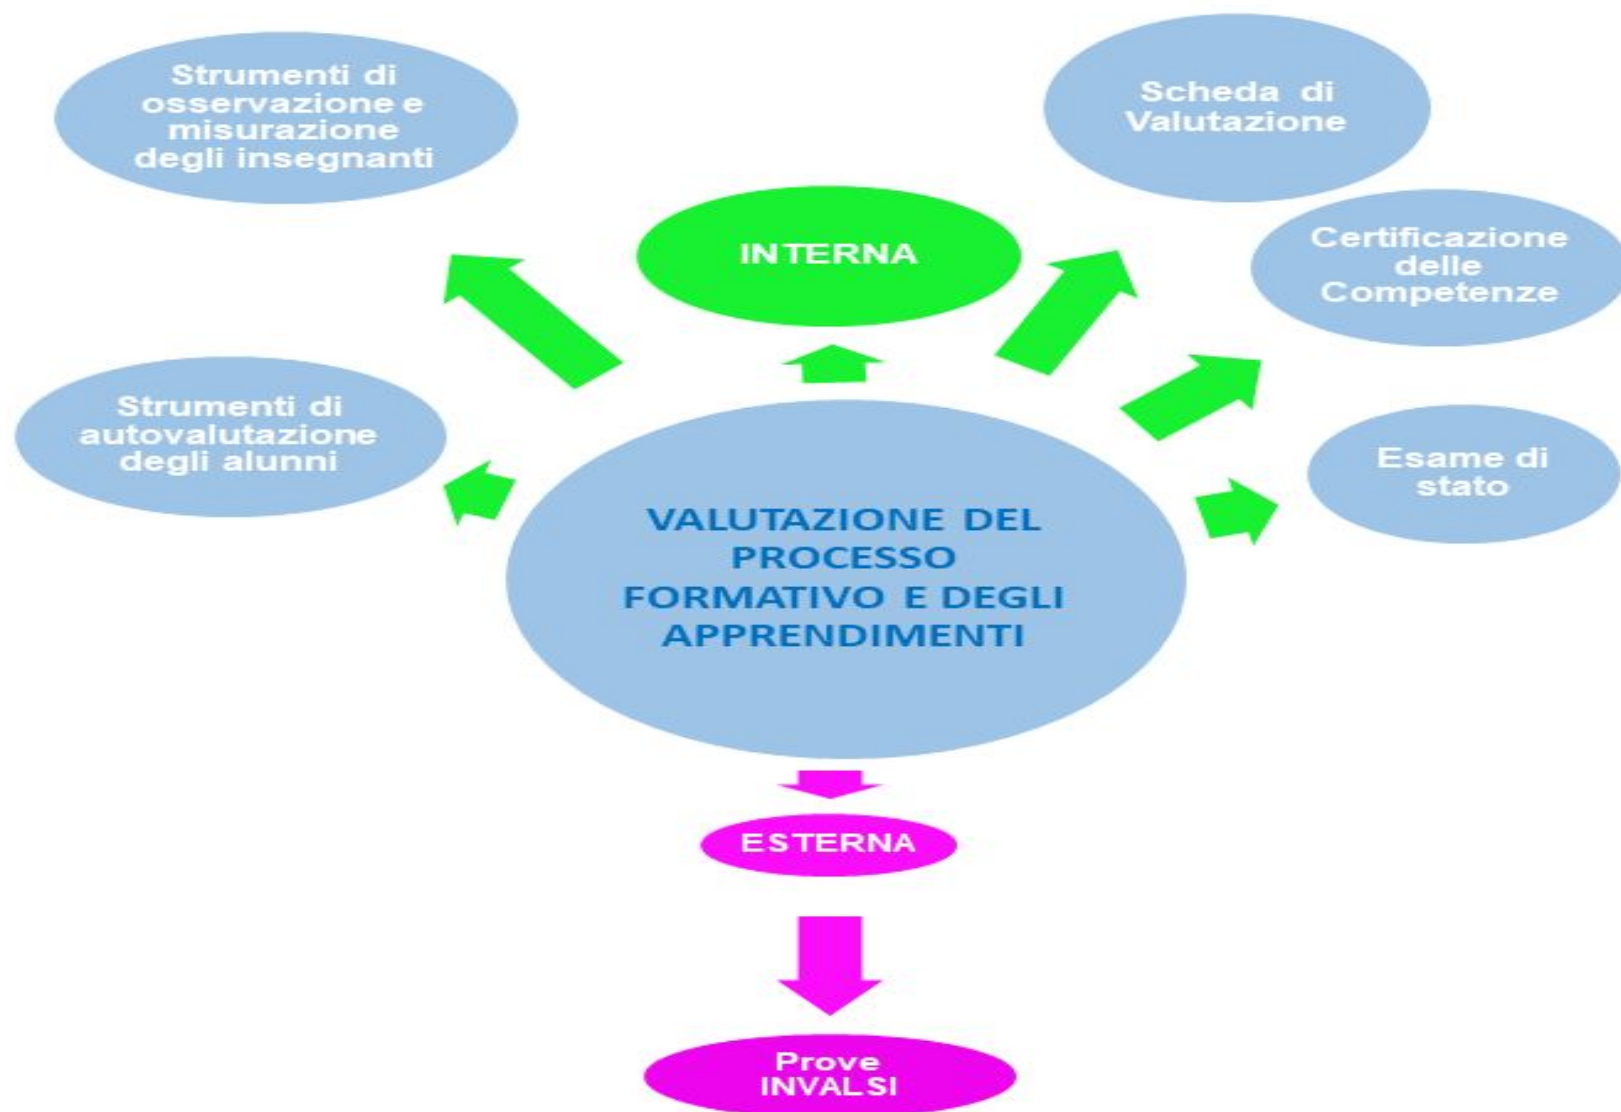 Strumenti di
osservazione e
misurazione
degli insegnanti
Scheda di
Valutazione
INTERNA
Certificazione
delle
Competenze
Strumenti di
autovalutazione
degli alunni
Esame di
stato
VALUTAZIONE DEL
PROCESSO
FORMATIVO E DEGLI
APPRENDIMENTI
ESTERNA
Prove
INVALSI